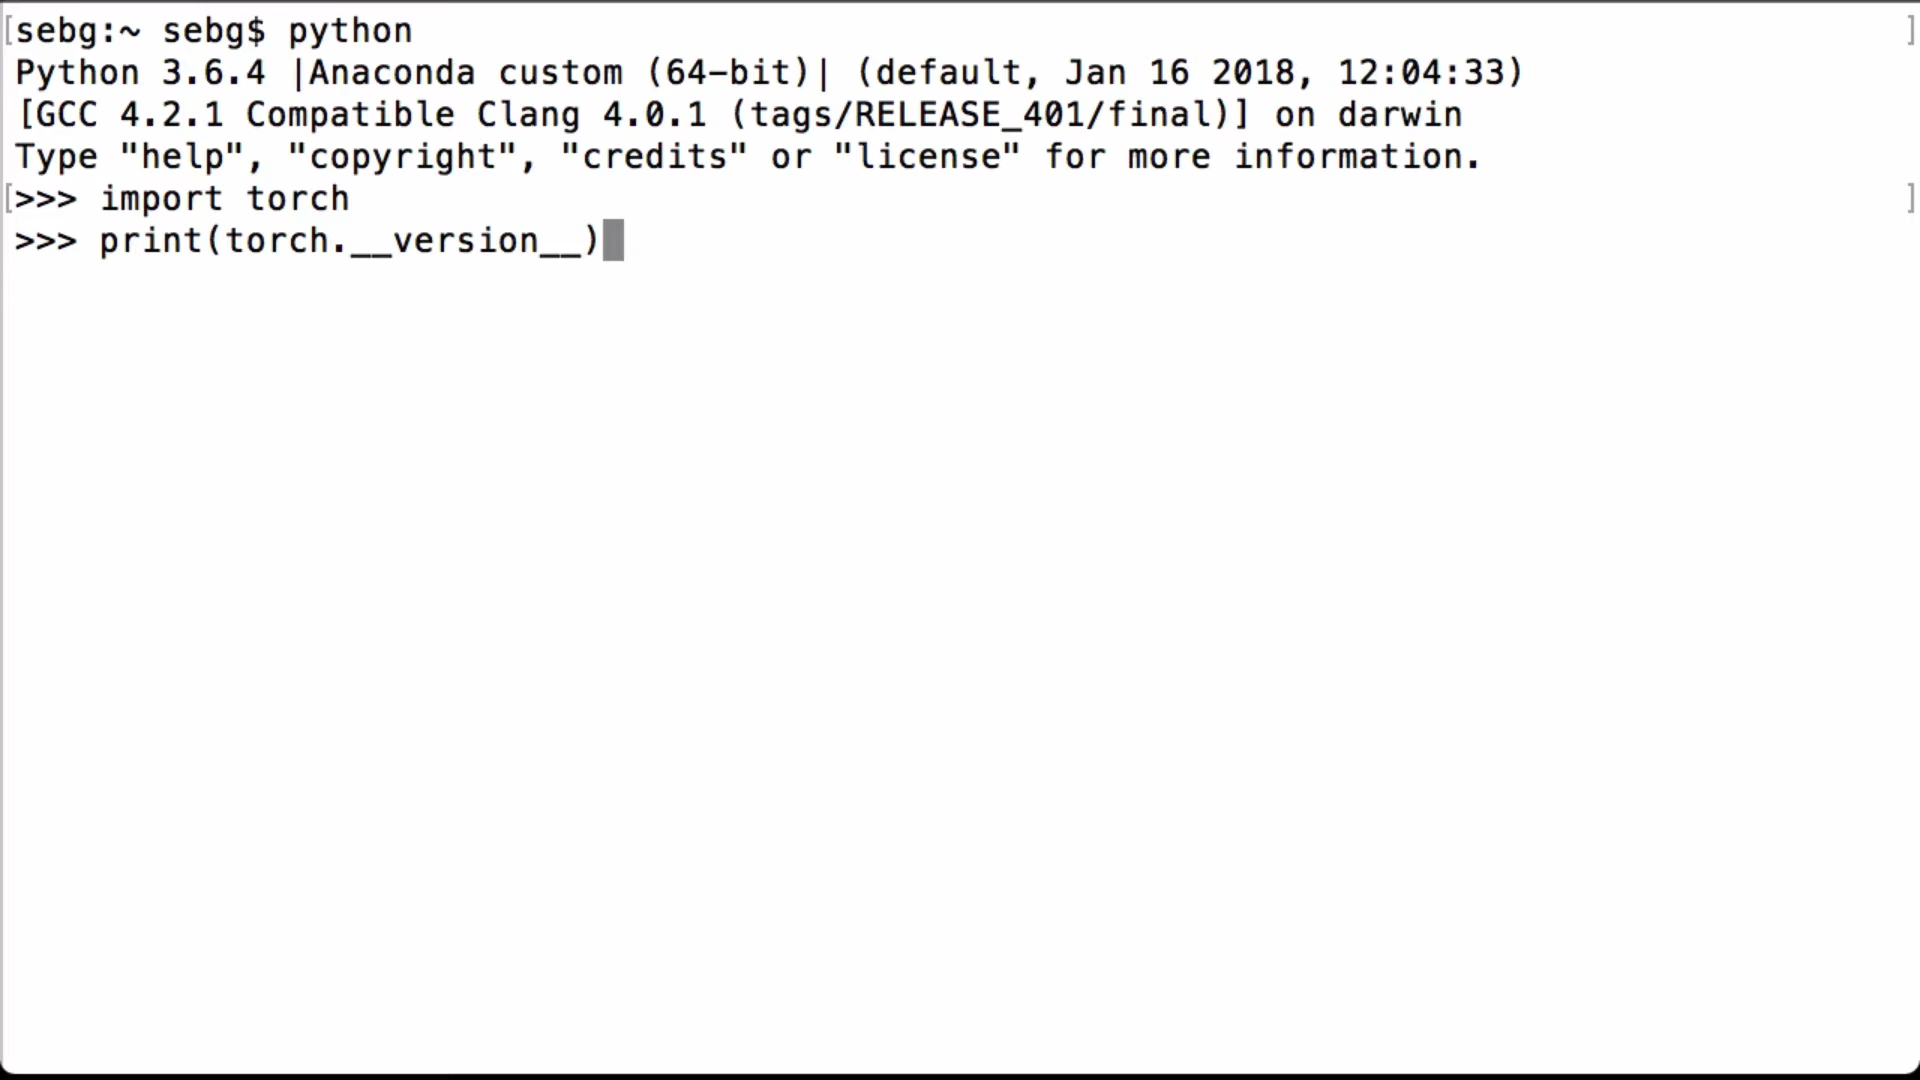 [sebg:~ sebg$ python ]
Python 3.6.4 |Anaconda custom (64-bit)| (default, Jan 16 2018, 12:04:33)
[GCC 4.2.1 Compatible Clang 4.0.1 (tags/RELEASE_401/final)] on darwin
Type "help", "copyright", "credits" or "license" for more information.
[>>> import torch ]
>>> print(torch.__version__)